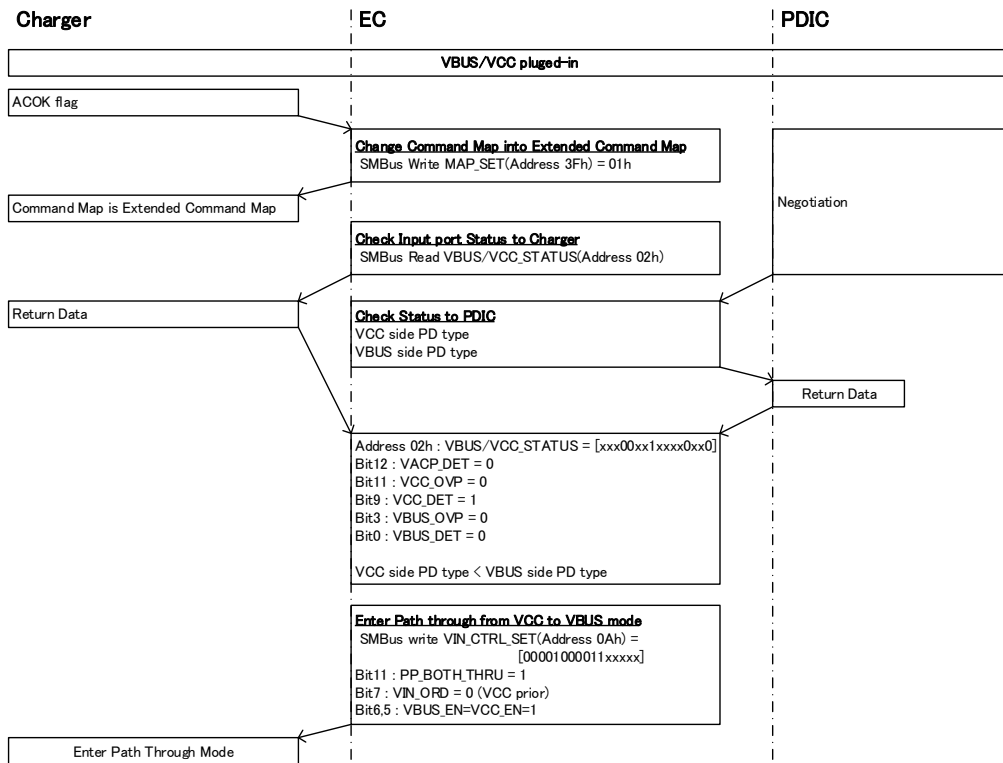 Charger EC PDIC
VBUS/VCC pluged-in
ACOK flag
Change Command Map into Extended Command Map
SMBus Write MAP_SET(Address 3Fh) = 01h
Command Map is Extended Command Map
Negotiation
Check Input port Status to Charger
SMBus Read VBUS/VCC_STATUS(Address 02h)
Return Data
Check Status to PDIC
VCC side PD type
VBUS side PD type
Return Data
Address 02h : VBUS/VCC_STATUS = [xxx00xx1xxxx0xx0]
Bit12 : VACP_DET = 0
Bit11 : VCC_OVP = 0
Bit9 : VCC_DET = 1
Bit3 : VBUS_OVP = 0
Bit0 : VBUS_DET = 0
VCC side PD type < VBUS side PD type
Enter Path through from VCC to VBUS mode
SMBus write VIN_CTRL_SET(Address 0Ah) =
[00001000011xxxxx]
Bit11 : PP_BOTH_THRU = 1
Bit7 : VIN_ORD = 0 (VCC prior)
Bit6,5 : VBUS_EN=VCC_EN=1
Enter Path Through Mode